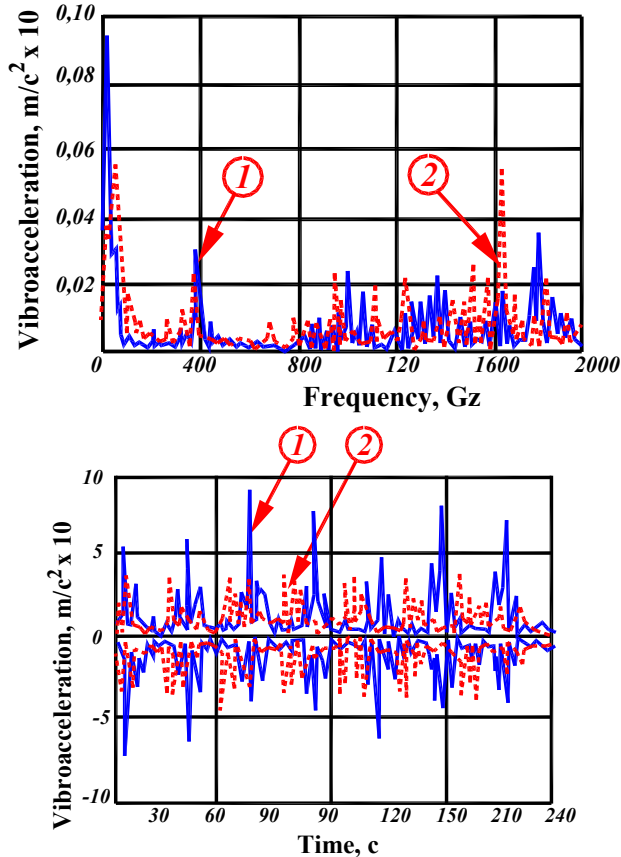 Vibroacceleration, m/c² x 10
0,10
0,08
0,06
0,04
0,02
1
2
0 400 800 120 1600 2000
Frequency, Gz
Vibroacceleration, m/c² x 10
1 2
10
5
0
-5
-10
30 60 90 90 120 150 210 240
Time, c